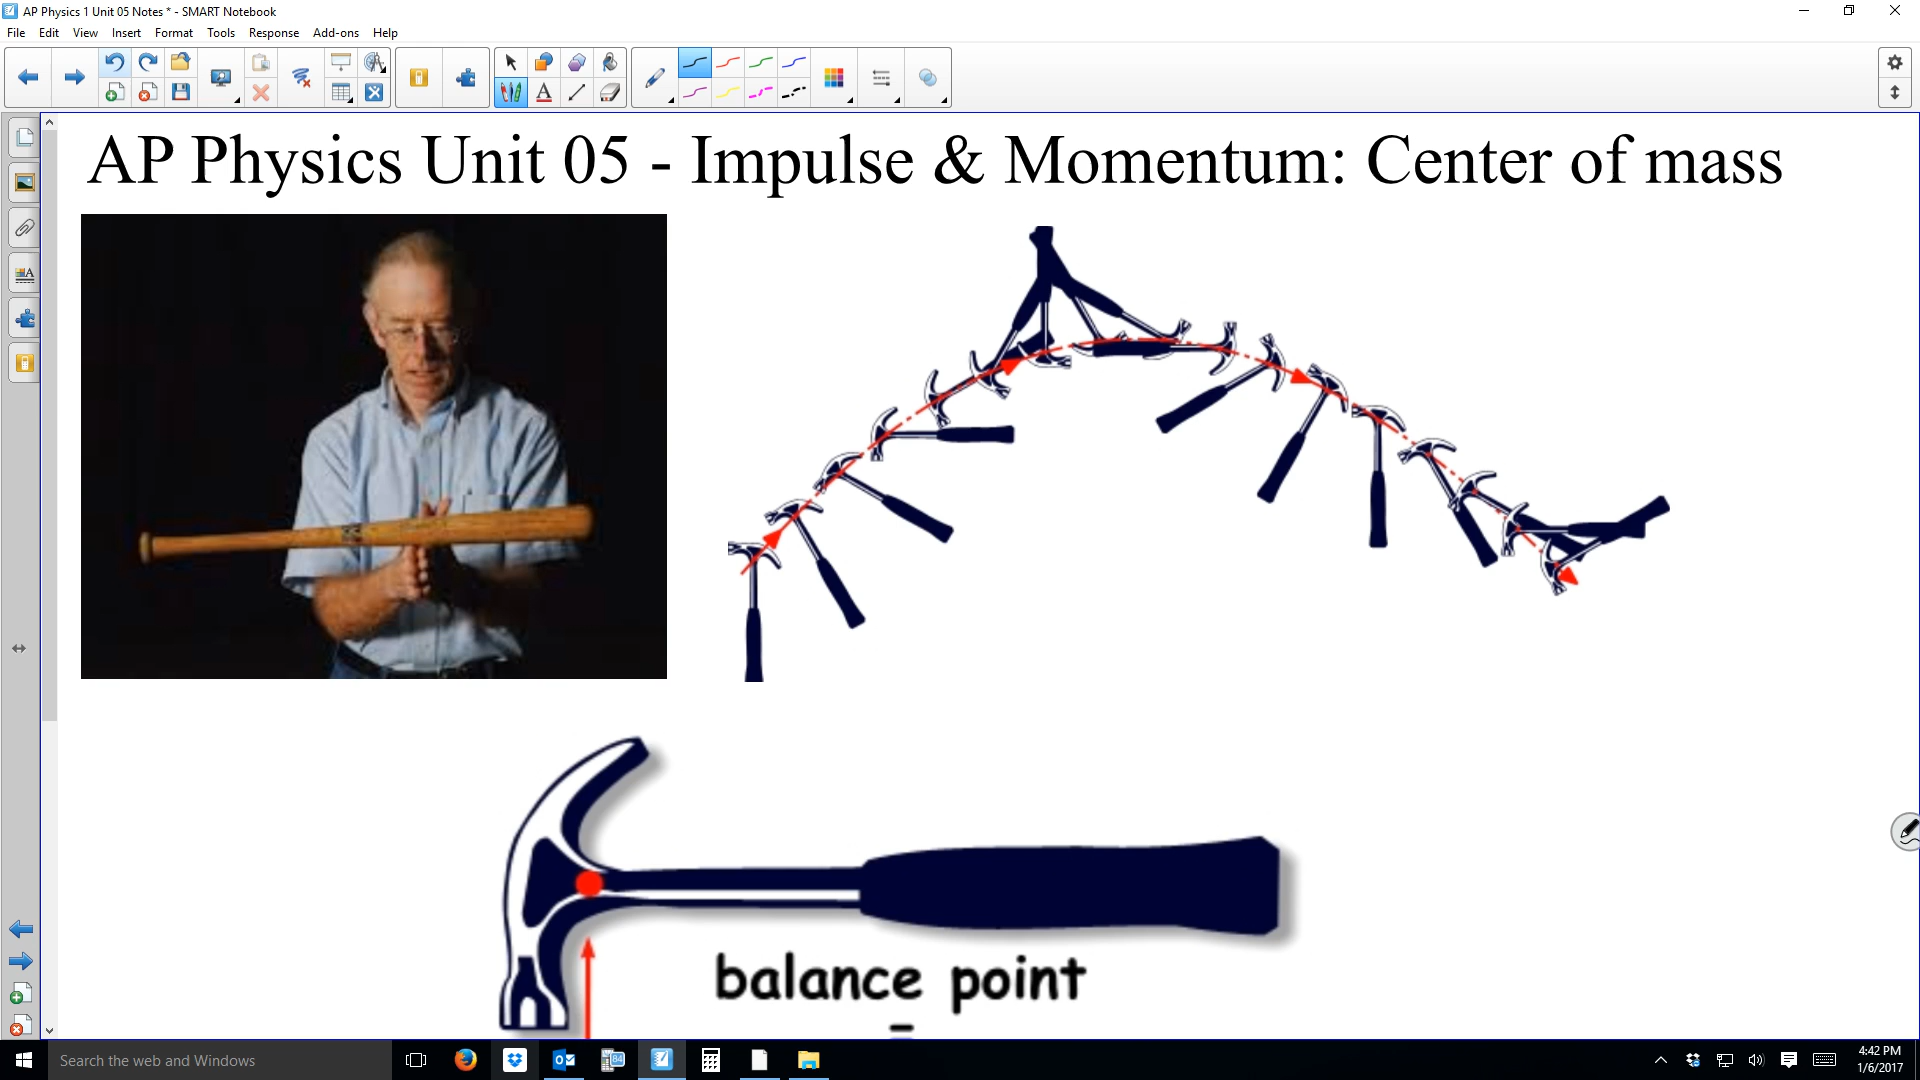 AP Physics 1 Unit 05 Notes * - SMART Notebook
File Edit View Insert Format Tools Response Add-ons Help
AP Physics Unit 05 - Impulse & Momentum: Center of mass
balance point
Search the web and Windows
4:42 PM
1/6/2017